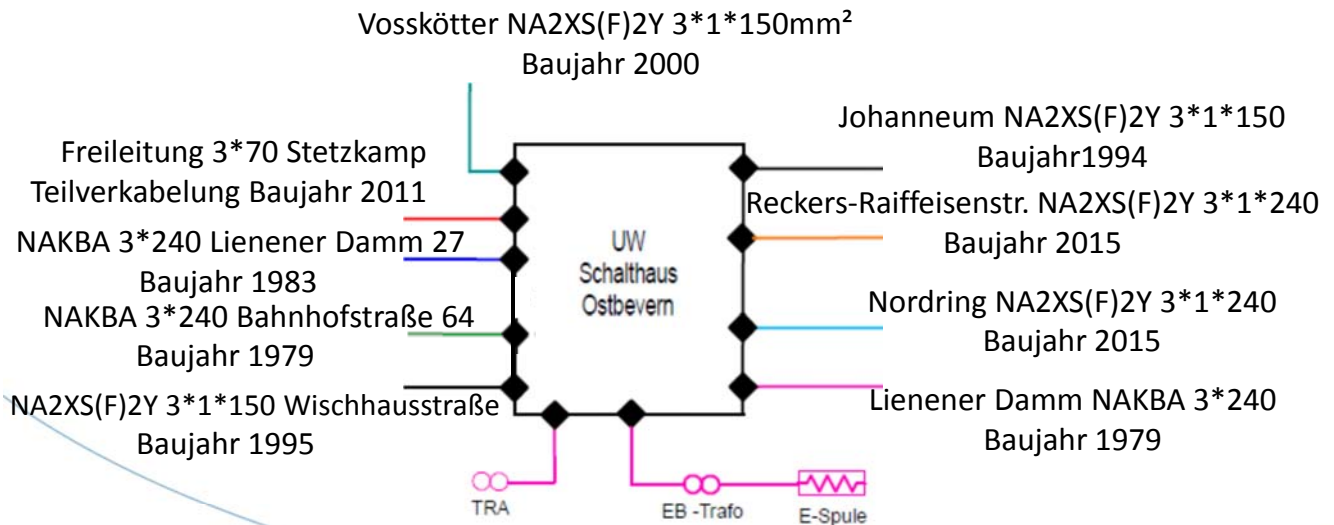 Vosskötter NA2XS(F)2Y 3*1*150mm²
Baujahr 2000
Freileitung 3*70 Stetzkamp
Teilverkabelung Baujahr 2011
NAKBA 3*240 Lienener Damm 27
Baujahr 1983
NAKBA 3*240 Bahnhofstraße 64
Baujahr 1979
NA2XS(F)2Y 3*1*150 Wischhausstraße
Baujahr 1995
UW
Schalthaus
Ostbevern
Johanneum NA2XS(F)2Y 3*1*150
Baujahr1994
Reckers-Raiffeisenstr. NA2XS(F)2Y 3*1*240
Baujahr 2015
Nordring NA2XS(F)2Y 3*1*240
Baujahr 2015
Lienener Damm NAKBA 3*240
Baujahr 1979
TRA
EB -Trafo
E-Spule